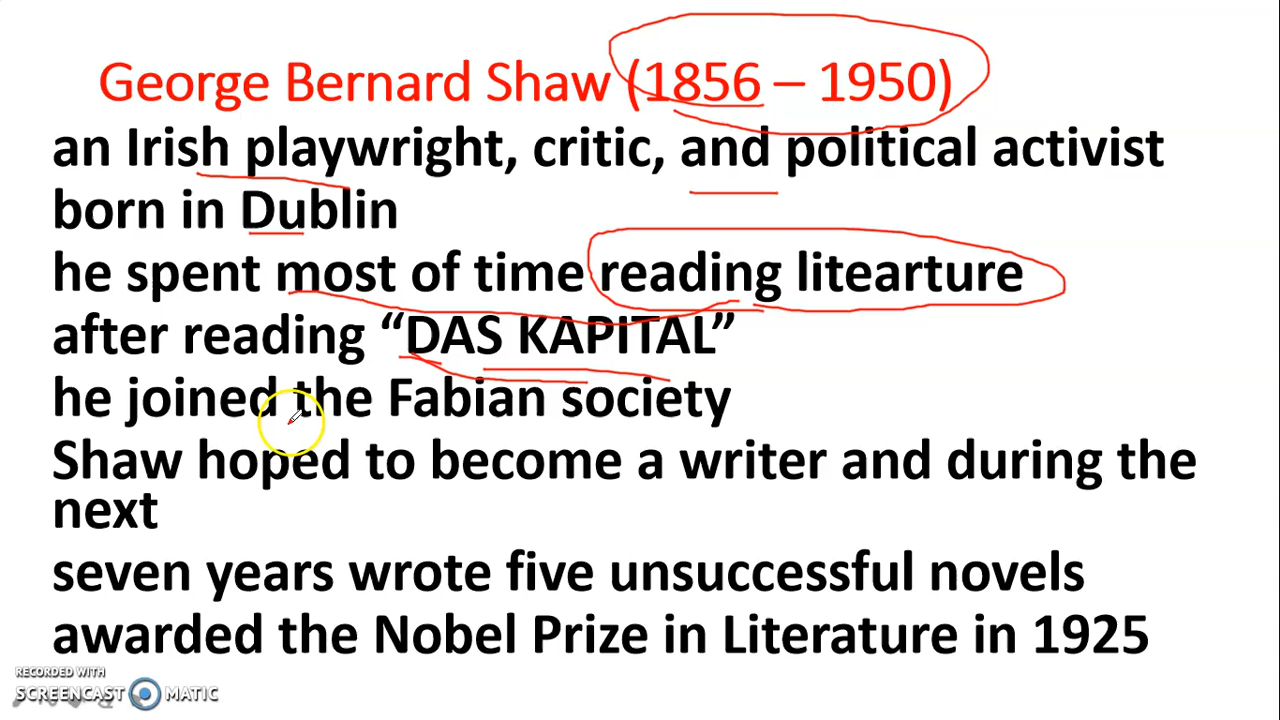 George Bernard Shaw (1856 – 1950)
an Irish playwright, critic, and political activist
born in Dublin
he spent most of time reading litearture
after reading “DAS KAPITAL”
he joined the Fabian society
Shaw hoped to become a writer and during the
next
seven years wrote five unsuccessful novels
awarded the Nobel Prize in Literature in 1925
RECORDED WITH
SCREENCAST MATIC